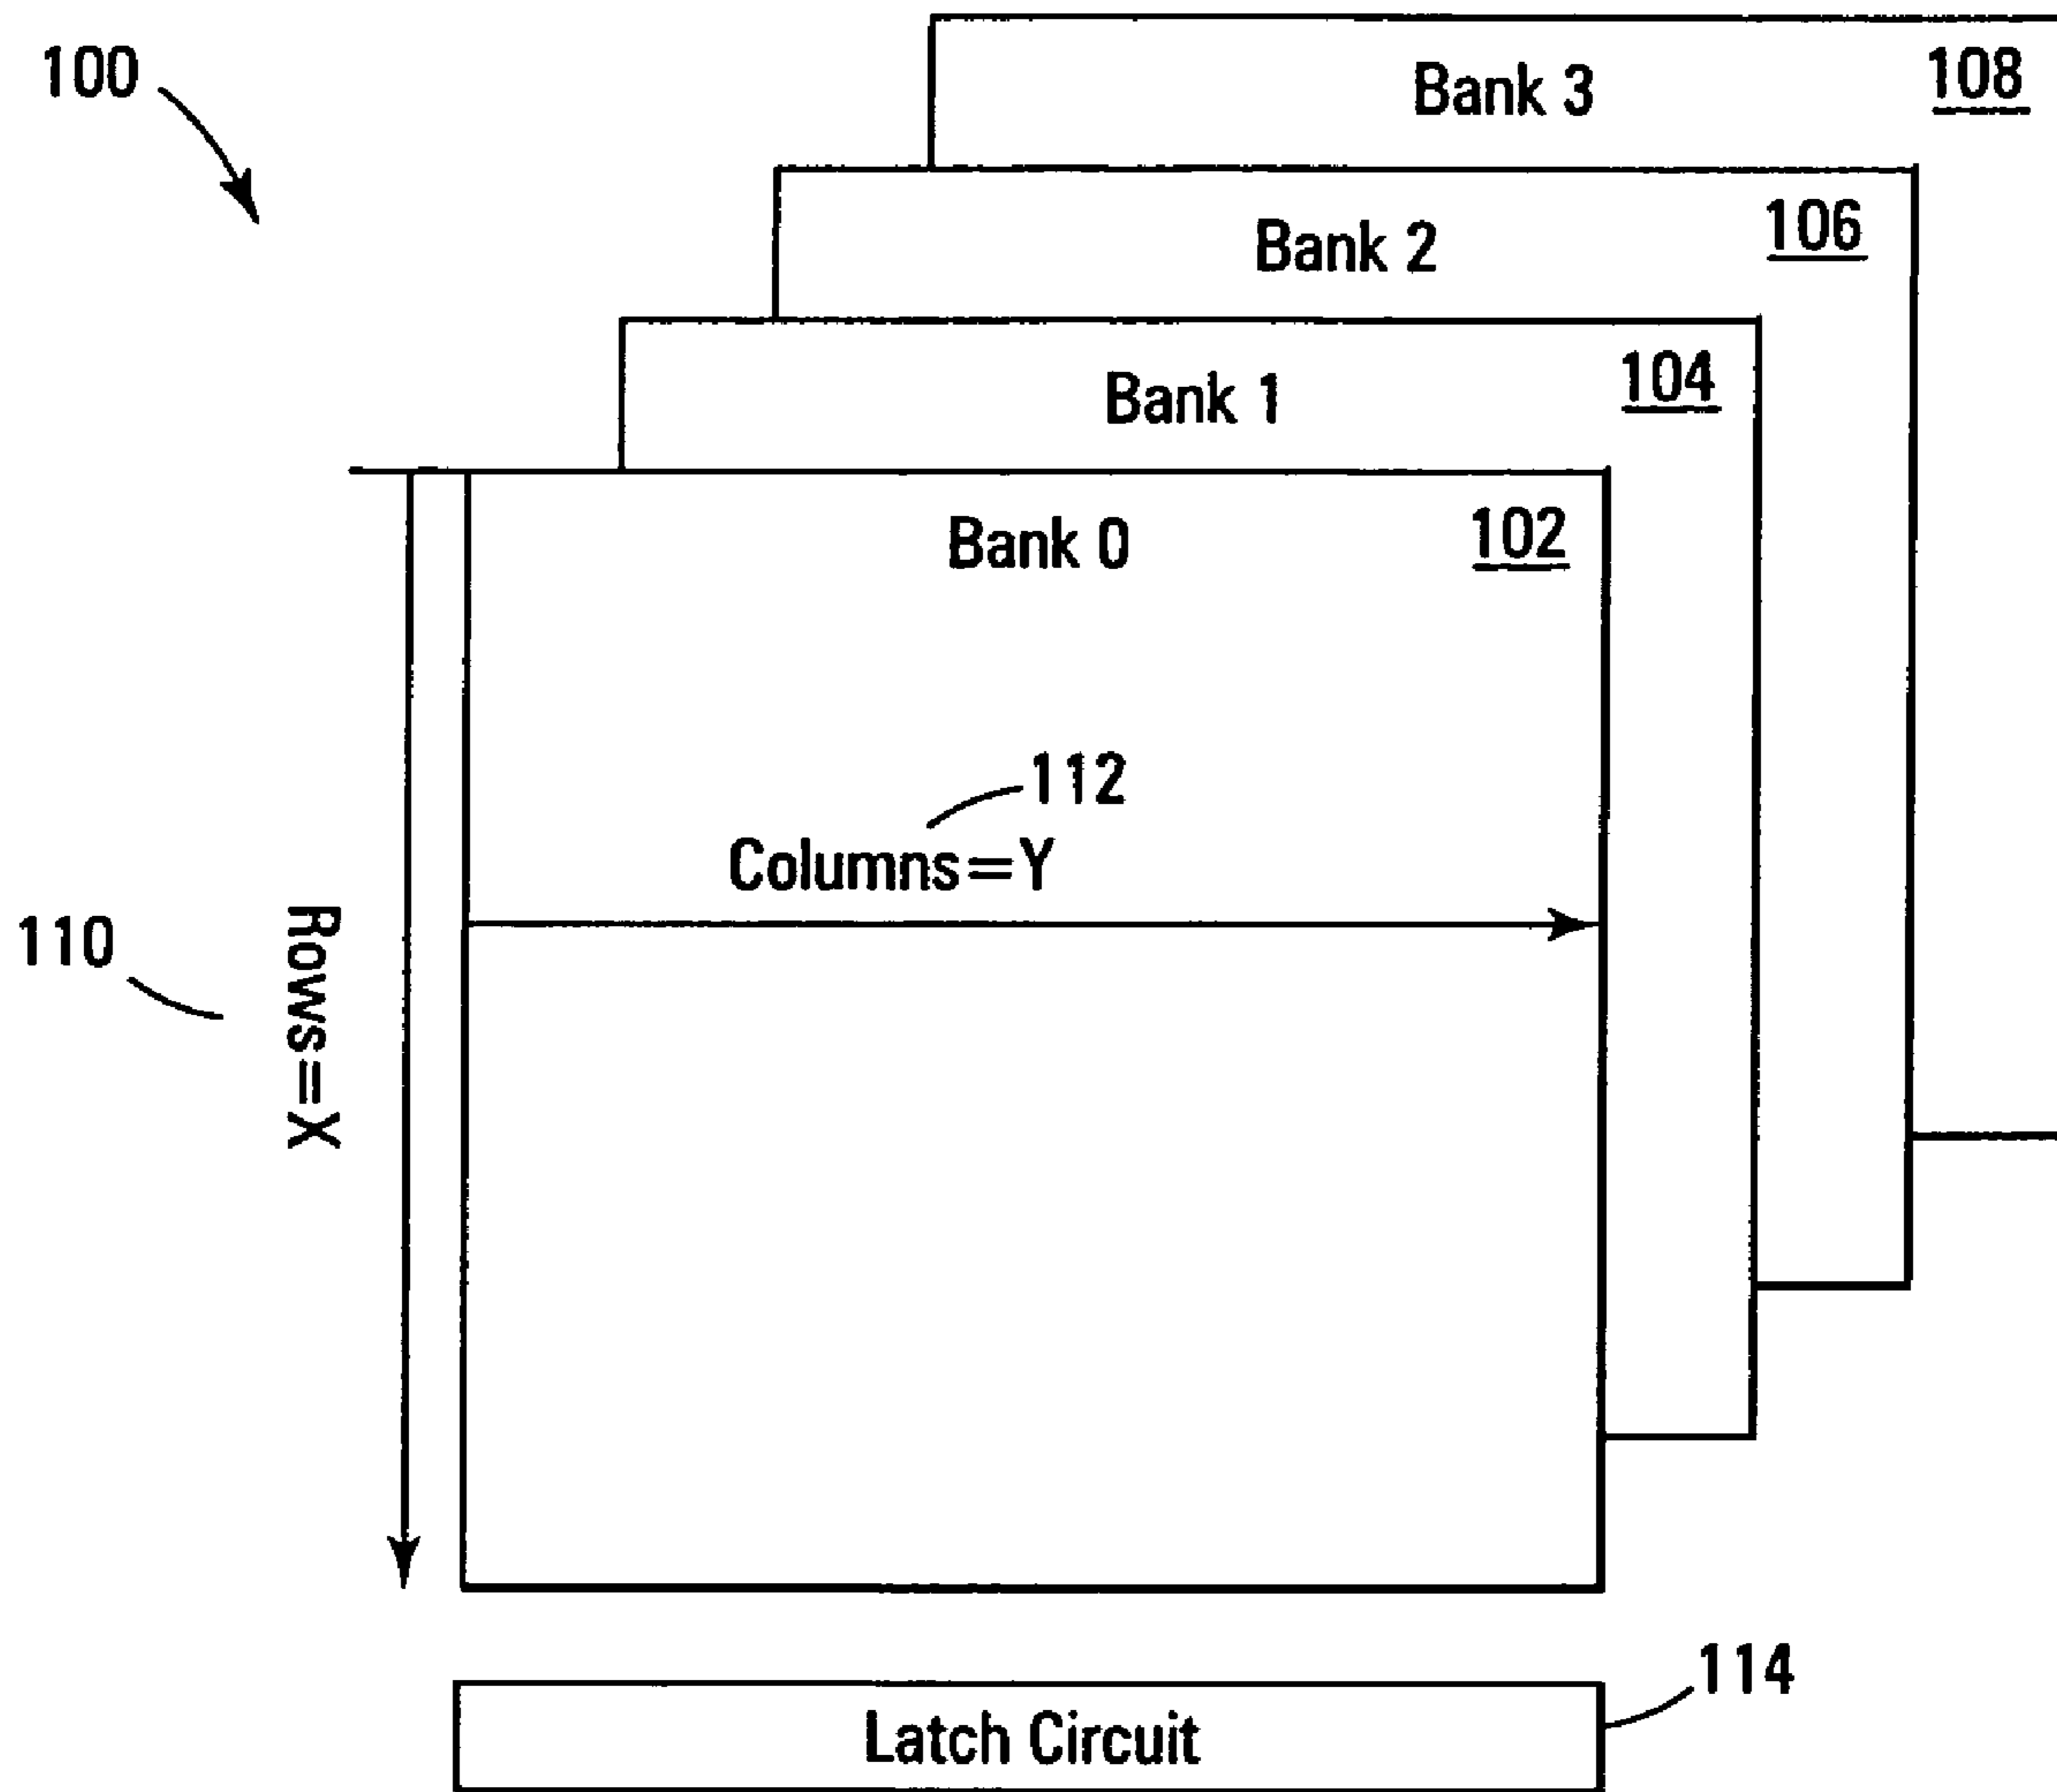 100
Bank 3
108
Bank 2
106
Bank 1
104
Bank 0
102
112
Columns=Y
110
Rows=X
114
Latch Circuit